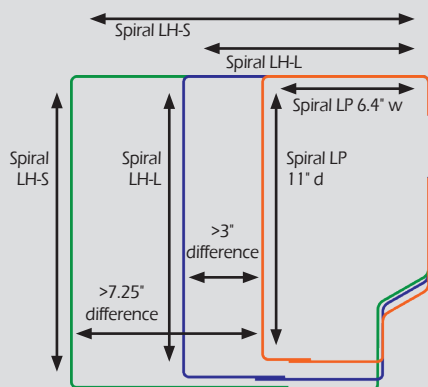 Spiral LH-S
Spiral LH-L
Spiral LP 6.4" w
Spiral
LH-S
Spiral
LH-L
Spiral LP
11" d
>3"
difference
>7.25"
difference